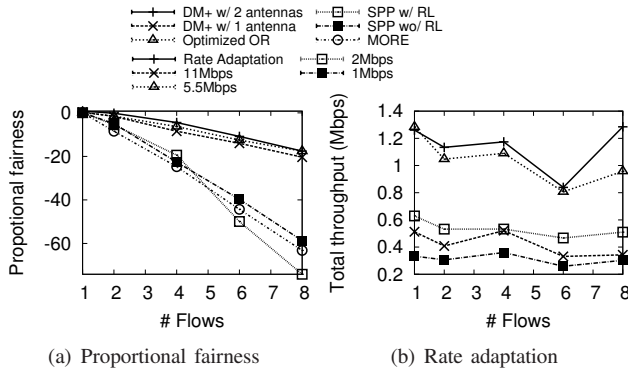 DM+ w/ 2 antennas
DM+ w/ 1 antenna
Optimized OR
SPP w/ RL
SPP wo/ RL
MORE
Rate Adaptation
11Mbps
5.5Mbps
2Mbps
1Mbps
Propotional fairness
0
-20
-40
-60
1 2 3 4 5 6 7 8
# Flows
(a) Proportional fairness
Total throughput (Mbps)
1.4
1.2
1
0.8
0.6
0.4
0.2
1 2 3 4 5 6 7 8
# Flows
(b) Rate adaptation